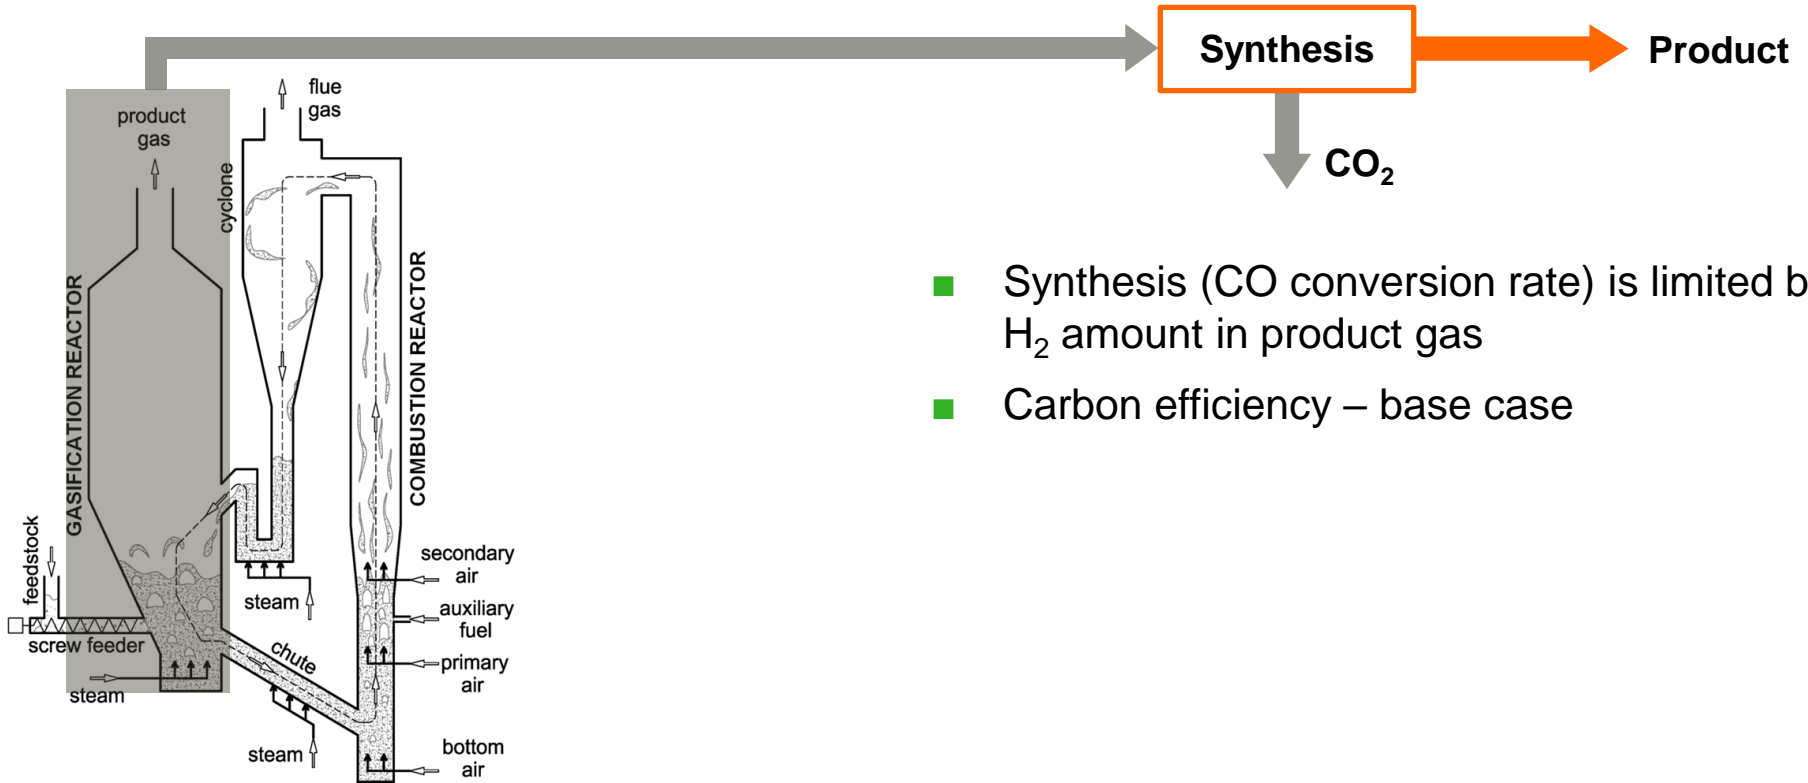 Synthesis
Product
CO₂
flue
gas
product
gas
cyclone
GASIFICATION REACTOR
COMBUSTION REACTOR
feedstock
screw feeder
steam
steam
chute
steam
secondary
air
auxiliary
fuel
primary
air
bottom
air
Synthesis (CO conversion rate) is limited b
H₂ amount in product gas
Carbon efficiency – base case